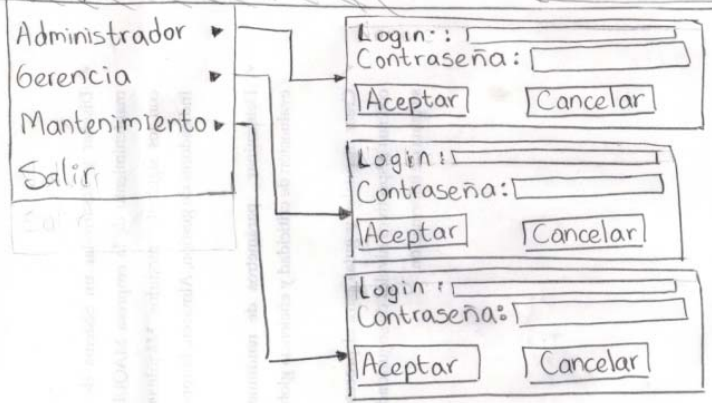 Administrador
Gerencia
Mantenimiento
Salir
Login:
Contraseña:
Aceptar Cancelar
Login:
Contraseña:
Aceptar Cancelar
Login:
Contraseña:
Aceptar Cancelar